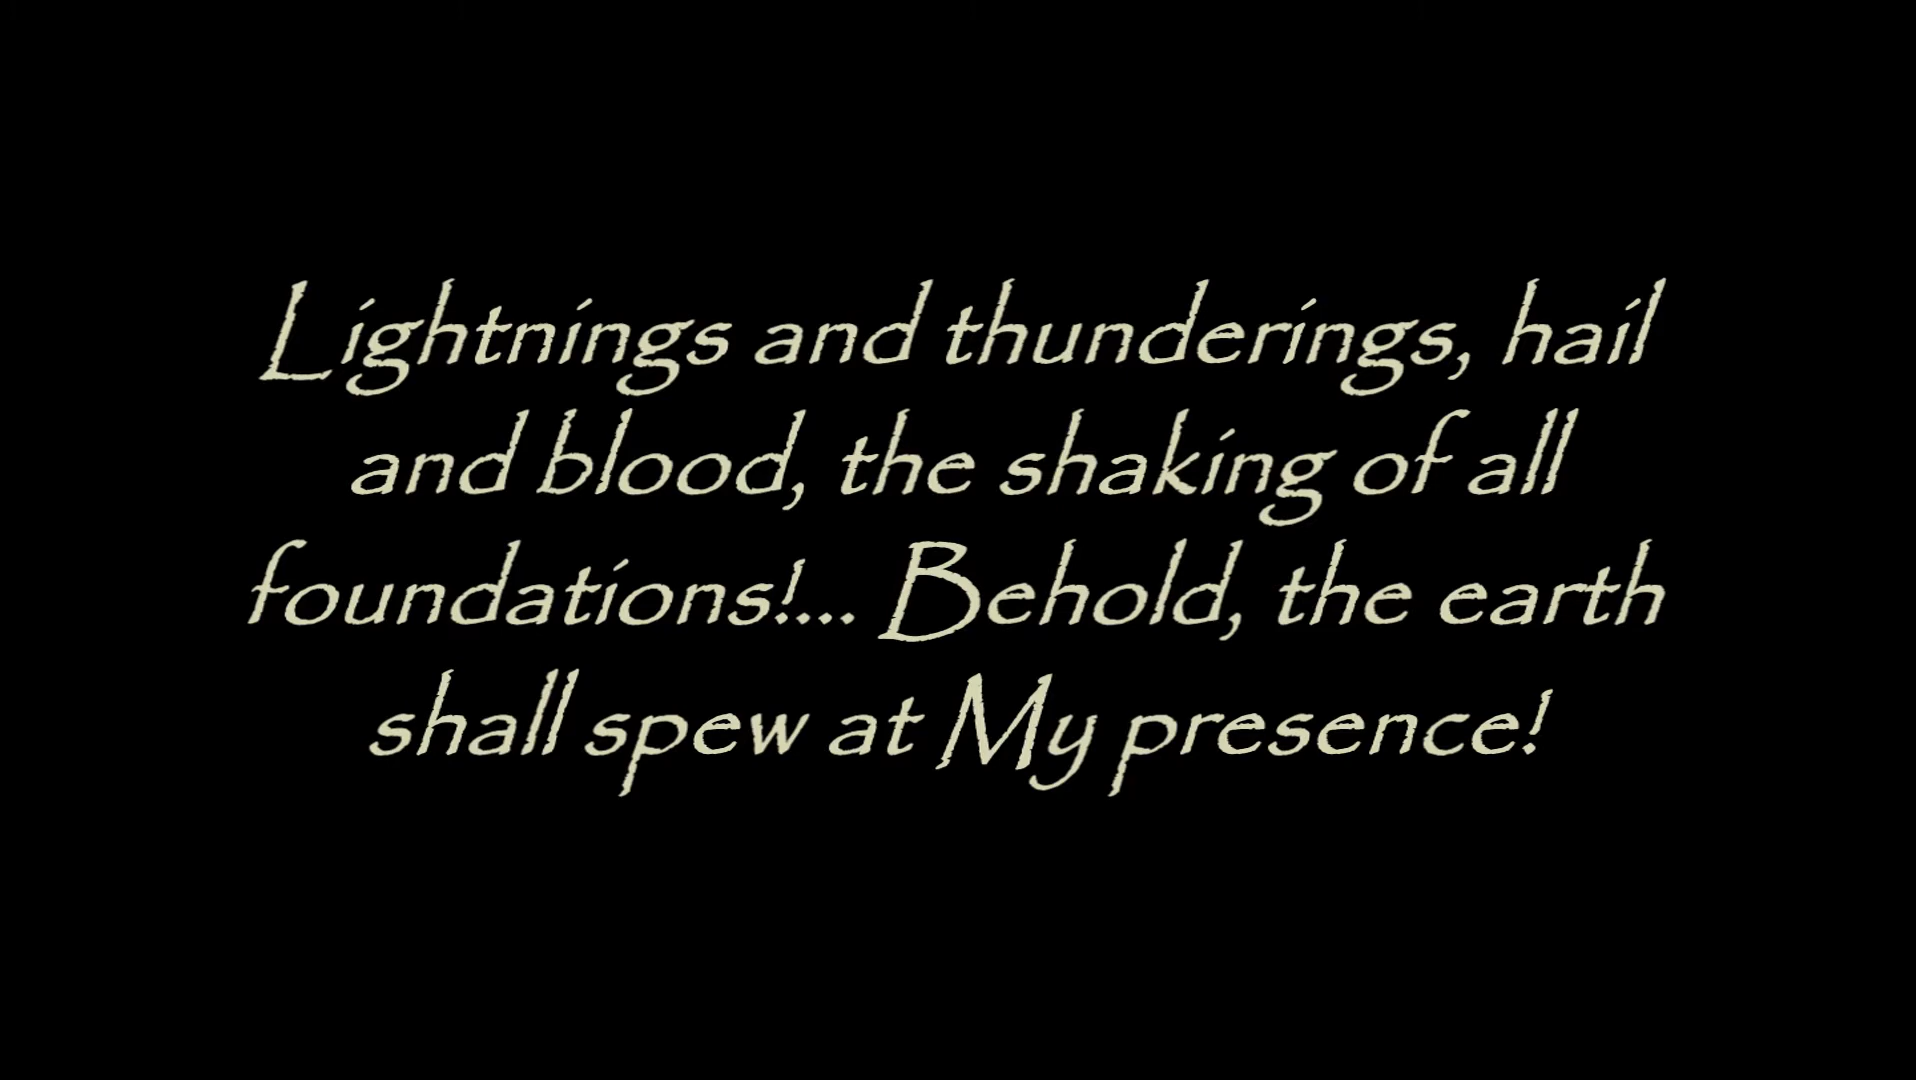 Lightnings and thunderings, hail
and blood, the shaking of all
foundations!... Behold, the earth
shall spew at My presence!